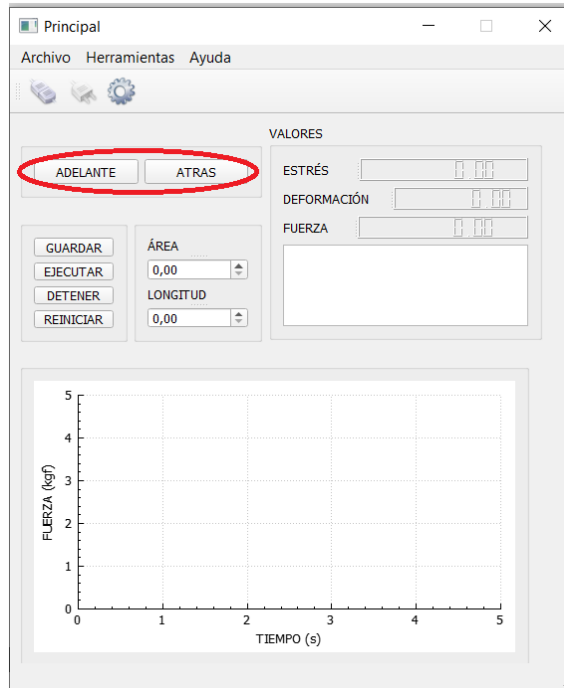 Principal
Archivo Herramientas Ayuda
VALORES
ADELANTE ATRAS
ESTRÉS 0.00
DEFORMACIÓN 0.00
FUERZA 0.00
GUARDAR
EJECUTAR
DETENER
REINICIAR
ÁREA
0,00
LONGITUD
0,00
5
4
3
2
1
0
FUERZA (kgf)
0 1 2 3 4 5
TIEMPO (s)